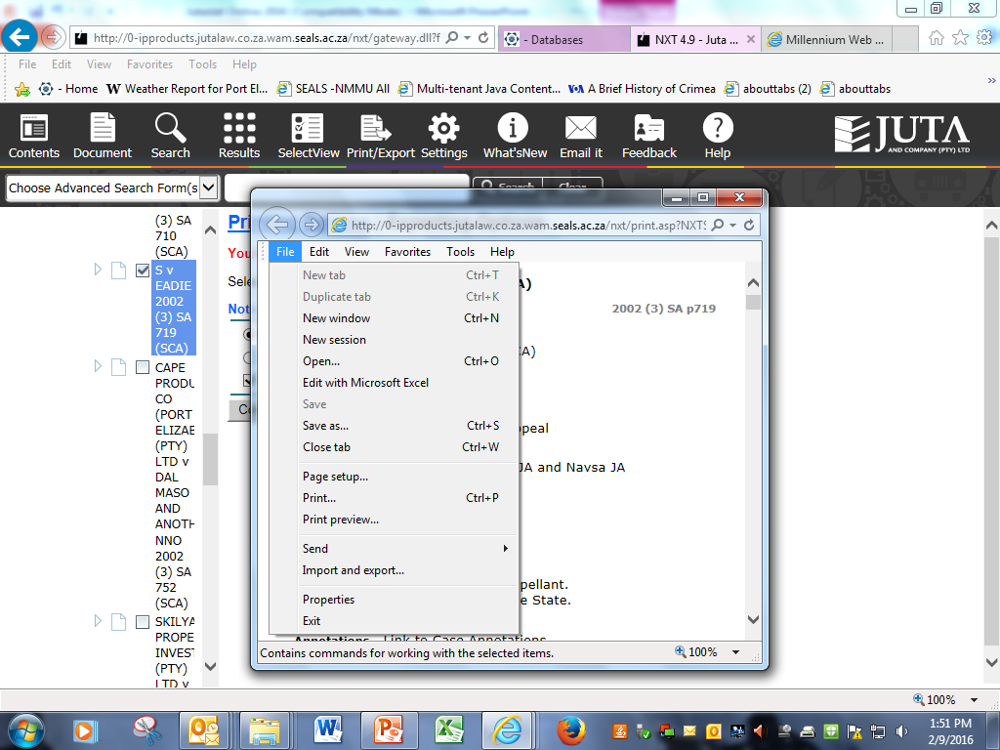 http://0-ipproducts.jutalaw.co.za.wam.seals.ac.za/nxt/gateway.dll?f
- Databases
NXT 4.9 - Juta ...
Millennium Web ...
File Edit View Favorites Tools Help
- Home
W Weather Report for Port El...
SEALS -NMMU All
Multi-tenant Java Content...
VOA A Brief History of Crimea
abouttabs (2)
abouttabs
Contents Document Search Results SelectView Print/Export Settings What'sNew Email it Feedback Help
JUTA
AND COMPANY (PTY) LTD
Choose Advanced Search Form(s
Search Clear
(3) SA
710
(SCA)
S v
EADIE
2002
(3) SA
719
(SCA)
CAPE
PRODU
CO
(PORT
ELIZAE
(PTY)
LTD v
DAL
MASO
AND
ANOTH
NNO
2002
(3) SA
752
(SCA)
SKILYA
PROPE
INVEST
(PTY)
LTD v
Pri
You
Sele
Not
http://0-ipproducts.jutalaw.co.za.wam.seals.ac.za/nxt/print.asp?NXTS
File Edit View Favorites Tools Help
New tab Ctrl+T
Duplicate tab Ctrl+K
New window Ctrl+N
New session
Open... Ctrl+O
Edit with Microsoft Excel
Save
Save as... Ctrl+S
Close tab Ctrl+W
Page setup...
Print... Ctrl+P
Print preview...
Send
Import and export...
Properties
Exit
A)
2002 (3) SA p719
CA)
peal
JA and Navsa JA
pellant.
e State.
Annotations Link to Case Annotations
Contains commands for working with the selected items.
100%
100%
1:51 PM
2/9/2016